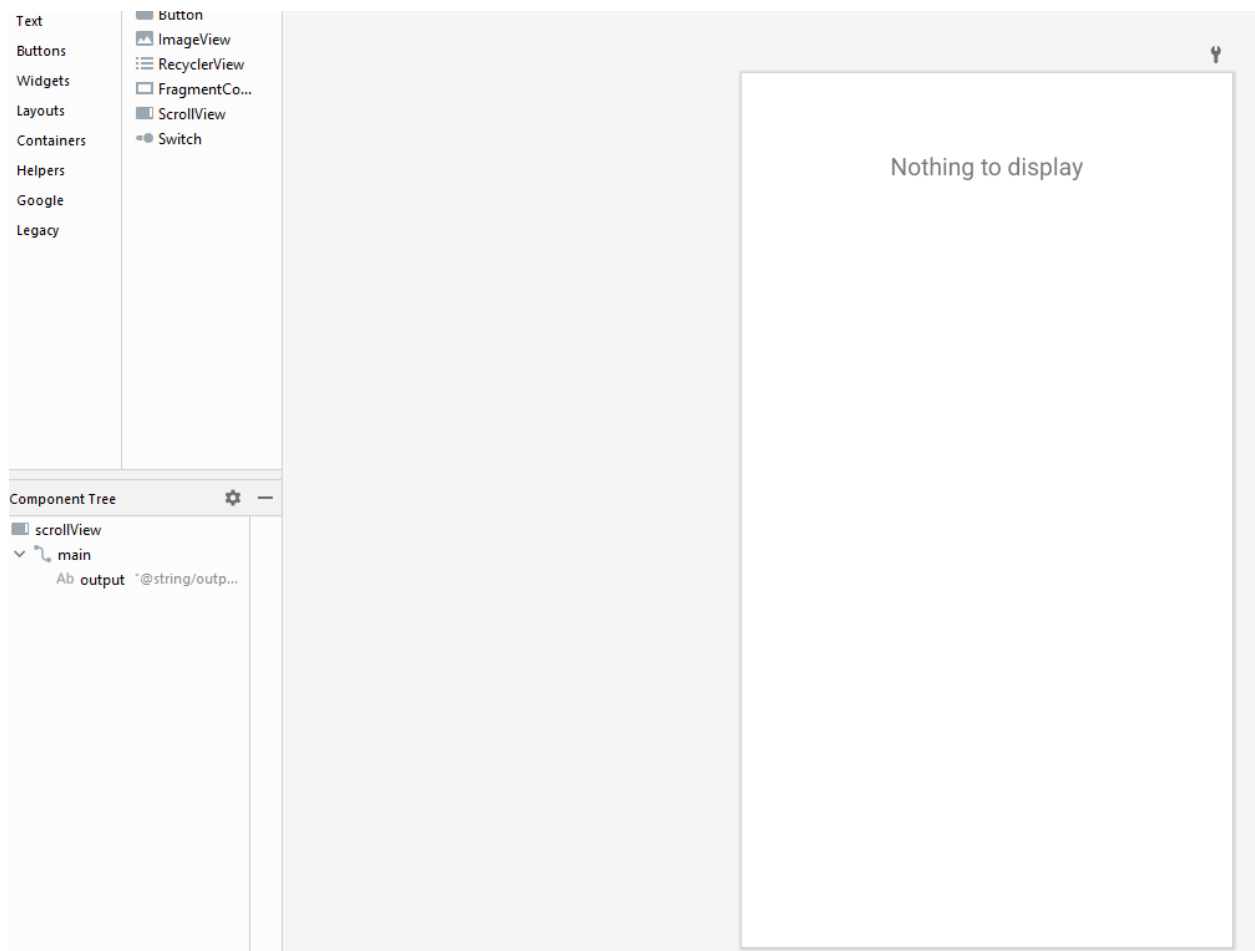 Text
Buttons
Widgets
Layouts
Containers
Helpers
Google
Legacy
Button
ImageView
RecyclerView
FragmentCo...
ScrollView
Switch
Nothing to display
Component Tree
scrollView
main
Ab output "@string/outp...